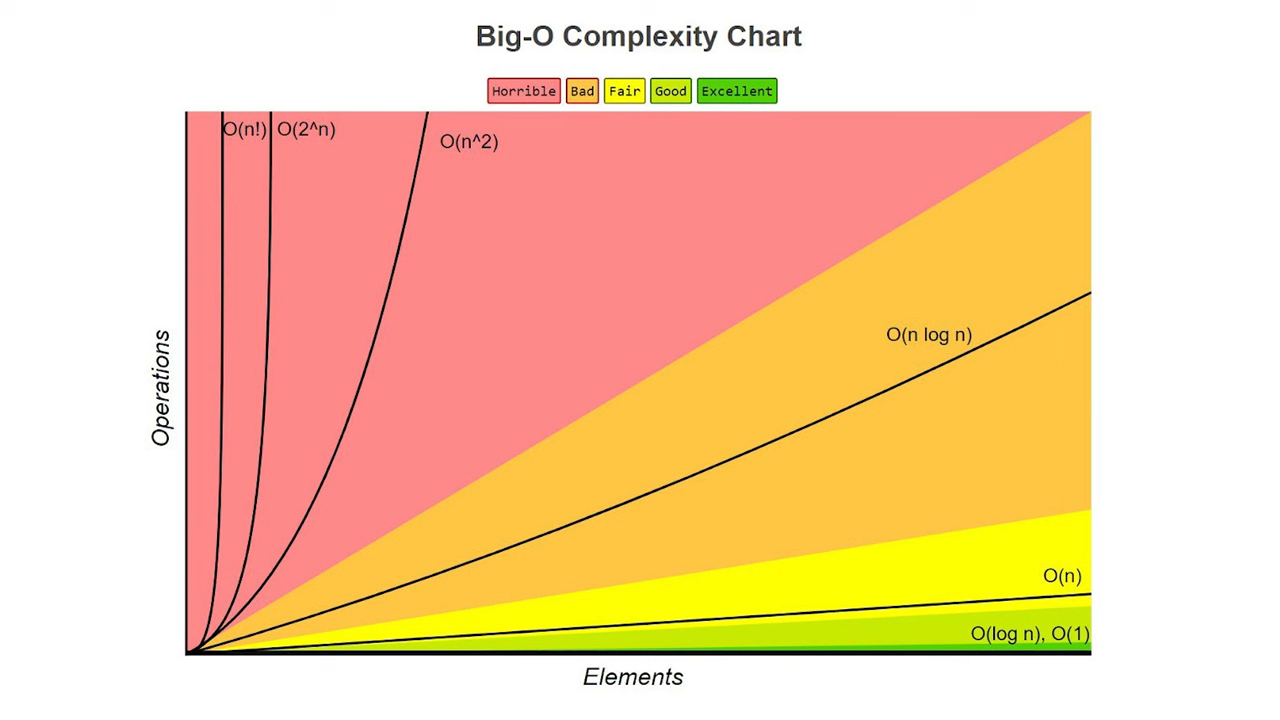 Big-O Complexity Chart
Horrible Bad Fair Good Excellent
O(n!) O(2^n)
O(n^2)
O(n log n)
Operations
O(n)
O(log n), O(1)
Elements